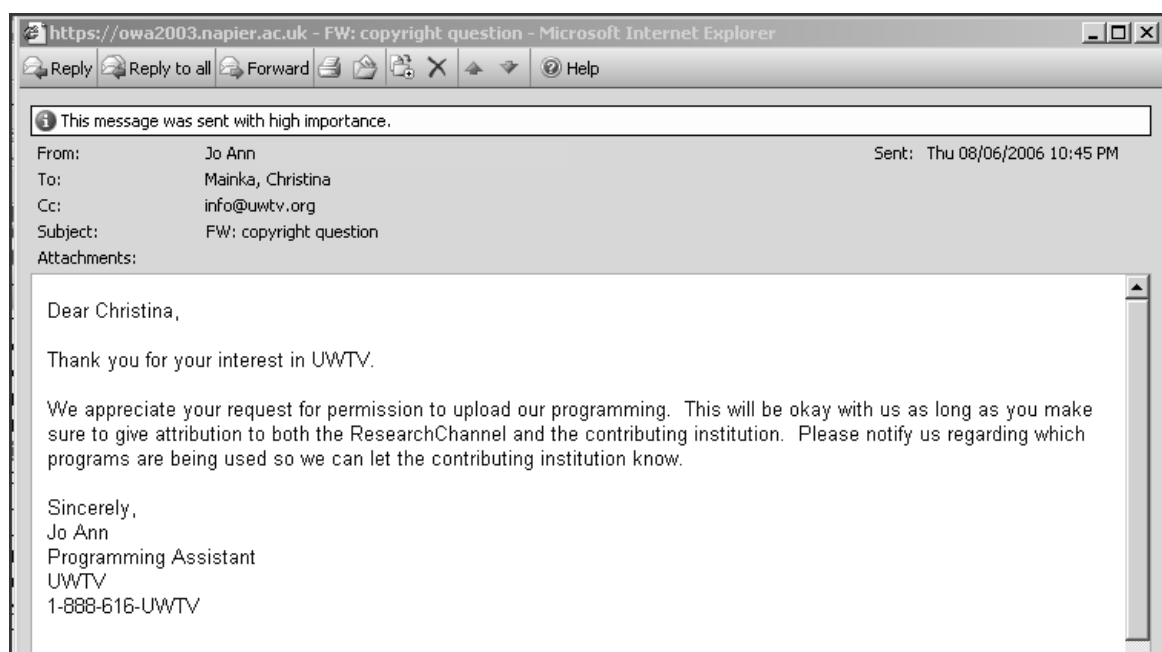 https://owa2003.napier.ac.uk - FW: copyright question - Microsoft Internet Explorer
Reply Reply to all Forward Help
This message was sent with high importance.
From: Jo Ann Sent: Thu 08/06/2006 10:45 PM
To: Mainka, Christina
Cc: info@uwtv.org
Subject: FW: copyright question
Attachments:
Dear Christina,
Thank you for your interest in UWTV.
We appreciate your request for permission to upload our programming. This will be okay with us as long as you make
sure to give attribution to both the ResearchChannel and the contributing institution. Please notify us regarding which
programs are being used so we can let the contributing institution know.
Sincerely,
Jo Ann
Programming Assistant
UWTV
1-888-616-UWTV